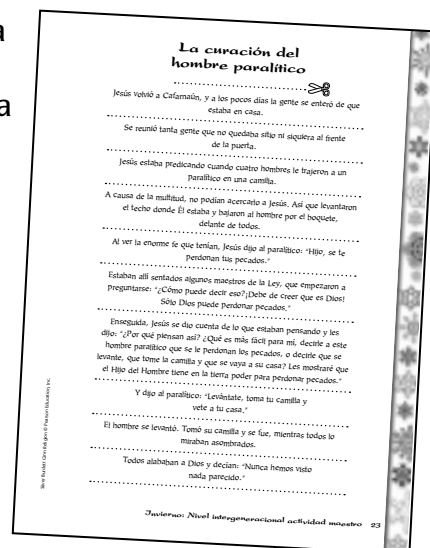 a
a
La curación del
hombre paralítico
Jesús volvió a Cafarnaún, y a los pocos días la gente se enteró de que
estaba en casa.
Se reunió tanta gente que no quedaba sitio ni siquiera al frente
de la puerta.
Jesús estaba predicando cuando cuatro hombres le trajeron a un
paralítico en una camilla.
A causa de la multitud, no podían acercarlo a Jesús. Así que levantaron
el techo donde Él estaba y bajaron al hombre por el boquete,
delante de todos.
Al ver la enorme fe que tenían, Jesús dijo al paralítico: "Hijo, se te
perdonan tus pecados."
Estaban allí sentados algunos maestros de la Ley, que empezaron a
preguntarse: "¿Cómo puede decir eso? ¡Debe de creer que es Dios!
Sólo Dios puede perdonar pecados."
Enseguida, Jesús se dio cuenta de lo que estaban pensando y les
dijo: "¿Por qué piensan así? ¿Qué es más fácil para mí, decirle a este
hombre paralítico que se le perdonan los pecados, o decirle que se
levante, que tome la camilla y que se vaya a su casa? Les mostraré que
el Hijo del Hombre tiene en la tierra poder para perdonar pecados."
Y dijo al paralítico: "Levántate, toma tu camilla y
vete a tu casa."
El hombre se levantó. Tomó su camilla y se fue, mientras todos lo
miraban asombrados.
Todos alababan a Dios y decían: "Nunca hemos visto
nada parecido."
Silver Burdett Ginn Religion © Pearson Education, Inc.
Invierno: Nivel intergeneracional actividad maestro 23